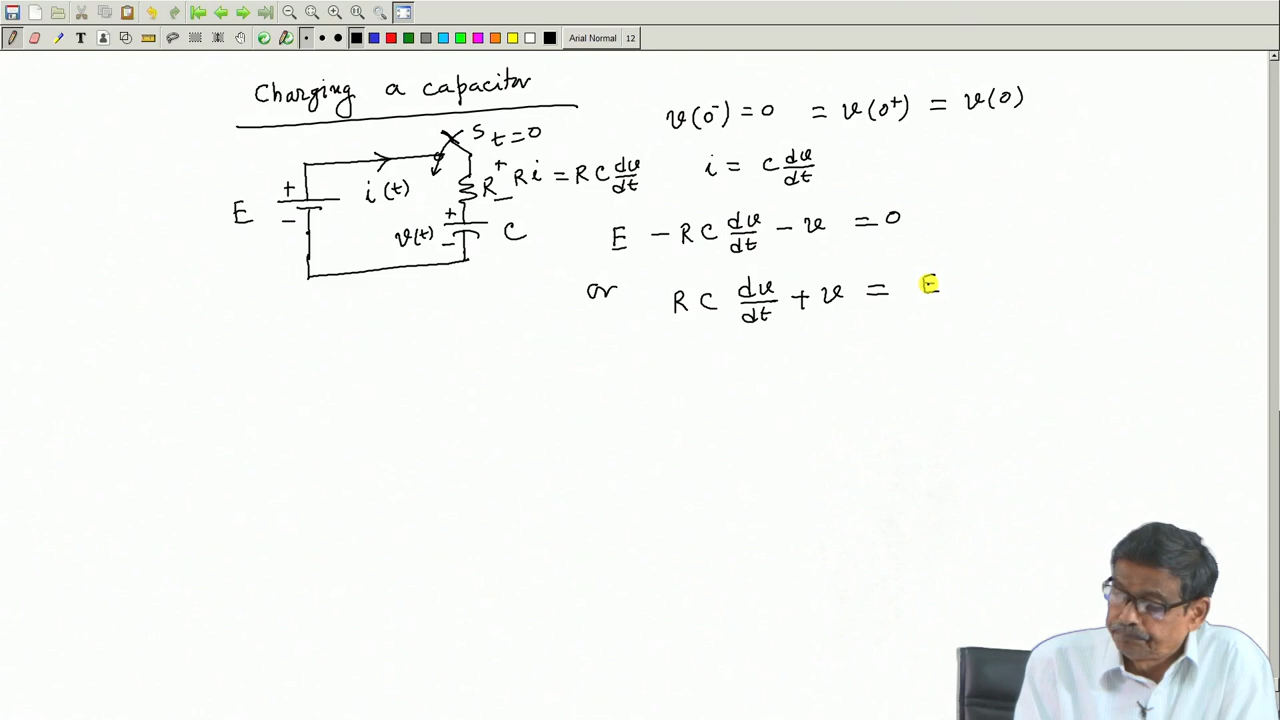 Arial Normal 12
Charging a capacitor
v(0⁻) = 0 = v(0⁺) = v(0)
S t=0
+ R − Ri = RC dv/dt
i = C dv/dt
+ E −
i(t)
+ v(t) − C
E − RC dv/dt − v = 0
or RC dv/dt + v = E